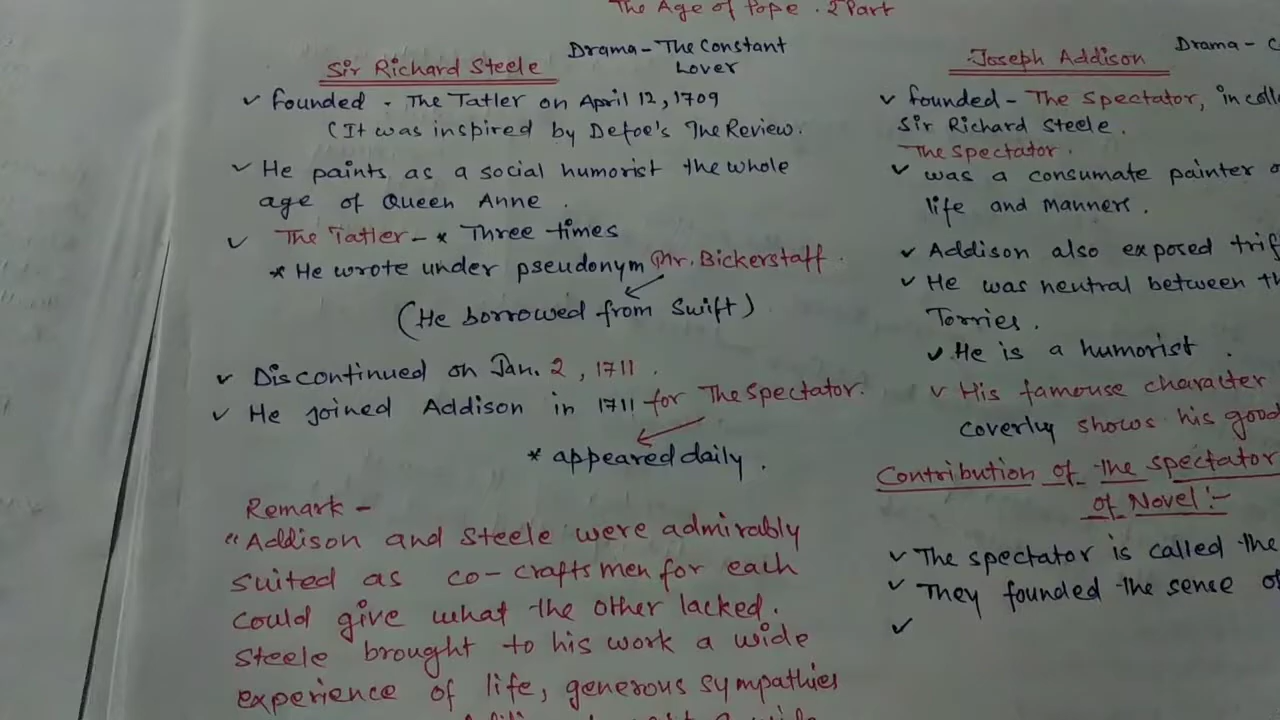 The Age of Pope. 2 Part
Sir Richard Steele
Drama - The Constant
Lover
✓ founded - The Tatler on April 12, 1709
(It was inspired by Defoe's The Review.
✓ He paints as a social humorist the whole
age of Queen Anne.
✓ The Tatler - * Three times
* He wrote under pseudonym Mr. Bickerstaff.
(He borrowed from Swift)
✓ Discontinued on Jan. 2, 1711.
✓ He joined Addison in 1711 for The Spectator.
* appeared daily.
Remark -
"Addison and Steele were admirably
suited as co-craftsmen for each
could give what the other lacked.
Steele brought to his work a wide
experience of life, generous sympathies
Joseph Addison
Drama - C
✓ founded - The Spectator, in coll
Sir Richard Steele.
The Spectator.
✓ was a consumate painter o
life and manners.
✓ Addison also exposed trif
✓ He was neutral between th
Torries.
✓ He is a humorist.
✓ His famouse character
coverly shows his good
Contribution of the spectator
of Novel:-
✓ The spectator is called the
✓ They founded the sense of
✓